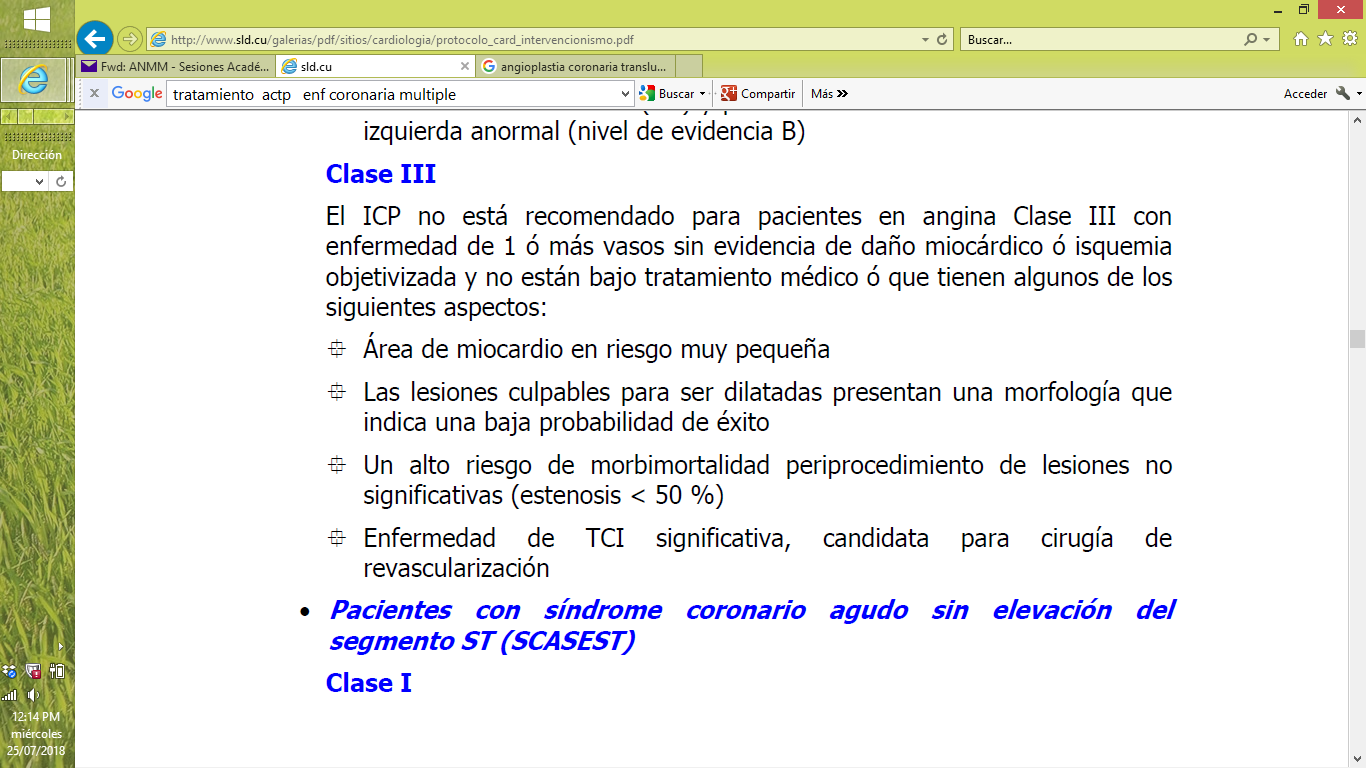 http://www.sld.cu/galerias/pdf/sitios/cardiologia/protocolo_card_intervencionismo.pdf
Buscar...
Fwd: ANMM - Sesiones Acadé...
sld.cu
angioplastia coronaria translu...
x Google
tratamiento actp enf coronaria multiple
Buscar
Compartir
Más »
Acceder
Dirección
izquierda anormal (nivel de evidencia B)
Clase III
El ICP no está recomendado para pacientes en angina Clase III con
enfermedad de 1 ó más vasos sin evidencia de daño miocárdico ó isquemia
objetivizada y no están bajo tratamiento médico ó que tienen algunos de los
siguientes aspectos:
Área de miocardio en riesgo muy pequeña
Las lesiones culpables para ser dilatadas presentan una morfología que
indica una baja probabilidad de éxito
Un alto riesgo de morbimortalidad periprocedimiento de lesiones no
significativas (estenosis < 50 %)
Enfermedad de TCI significativa, candidata para cirugía de
revascularización
• Pacientes con síndrome coronario agudo sin elevación del
segmento ST (SCASEST)
Clase I
12:14 PM
miércoles
25/07/2018